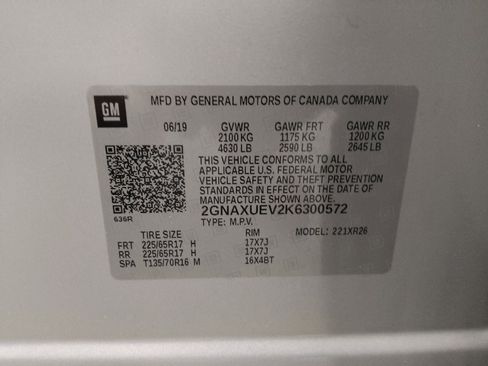 GM
MFD BY GENERAL MOTORS OF CANADA COMPANY
06/19 GVWR GAWR FRT GAWR RR
2100 KG 1175 KG 1200 KG
4630 LB 2590 LB 2645 LB
THIS VEHICLE CONFORMS TO ALL
APPLICABLE U.S. FEDERAL MOTOR
VEHICLE SAFETY AND THEFT PREVENTION
STANDARDS IN EFFECT ON THE DATE OF
MANUFACTURE SHOWN ABOVE.
2GNAXUEV2K6300572
636R
TYPE: M.P.V. MODEL: 221XR26
TIRE SIZE RIM
FRT 225/65R17 H 17X7J
RR 225/65R17 H 17X7J
SPA T135/70R16 M 16X4BT